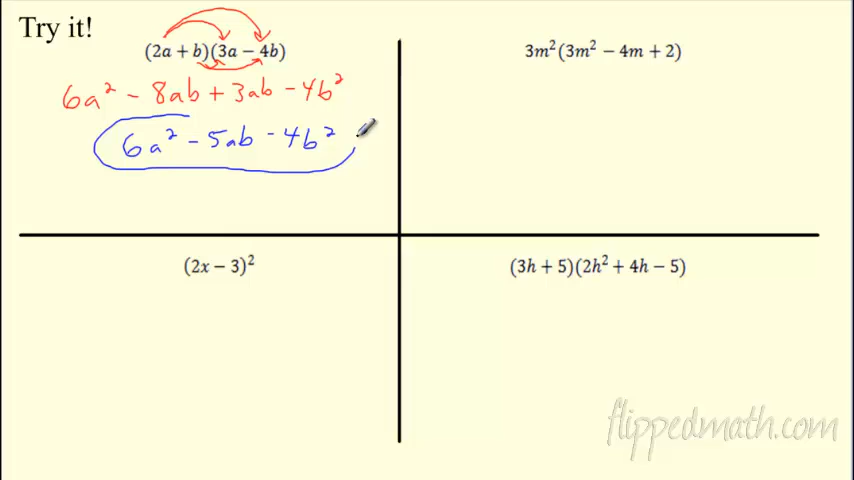 Try it!
(2a + b)(3a − 4b)
6a² − 8ab + 3ab − 4b²
6a² − 5ab − 4b²
3m²(3m² − 4m + 2)
(2x − 3)²
(3h + 5)(2h² + 4h − 5)
flippedmath.com